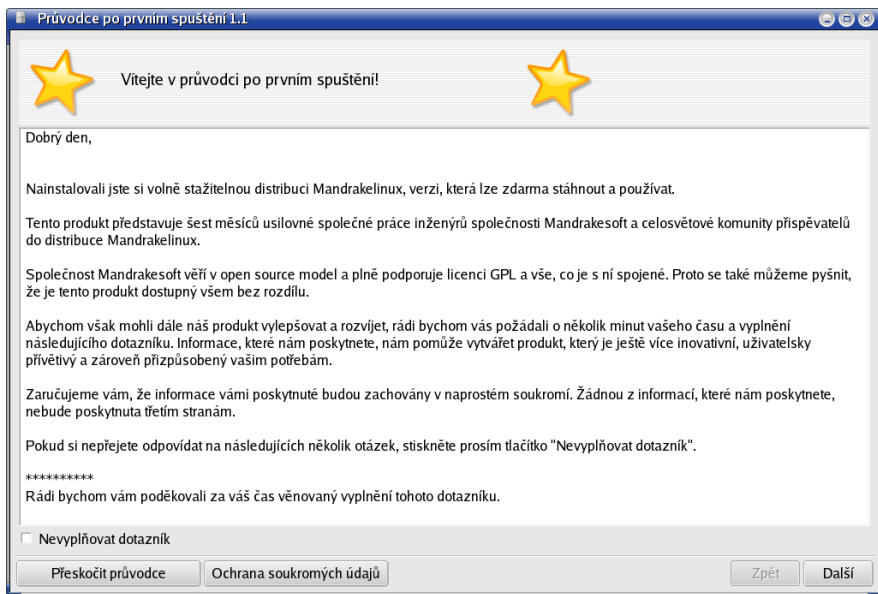 Průvodce po prvním spuštění 1.1
Vítejte v průvodci po prvním spuštění!
Dobrý den,
Nainstalovali jste si volně stažitelnou distribuci Mandrakelinux, verzi, která lze zdarma stáhnout a používat.
Tento produkt představuje šest měsíců usilovné společné práce inženýrů společnosti Mandrakesoft a celosvětové komunity přispěvatelů
do distribuce Mandrakelinux.
Společnost Mandrakesoft věří v open source model a plně podporuje licenci GPL a vše, co je s ní spojené. Proto se také můžeme pyšnit,
že je tento produkt dostupný všem bez rozdílu.
Abychom však mohli dále náš produkt vylepšovat a rozvíjet, rádi bychom vás požádali o několik minut vašeho času a vyplnění
následujícího dotazníku. Informace, které nám poskytnete, nám pomůže vytvářet produkt, který je ještě více inovativní, uživatelsky
přívětivý a zároveň přizpůsobený vašim potřebám.
Zaručujeme vám, že informace vámi poskytnuté budou zachovány v naprostém soukromí. Žádnou z informací, které nám poskytnete,
nebude poskytnuta třetím stranám.
Pokud si nepřejete odpovídat na následujících několik otázek, stiskněte prosím tlačítko "Nevyplňovat dotazník".
**********
Rádi bychom vám poděkovali za váš čas věnovaný vyplnění tohoto dotazníku.
Nevyplňovat dotazník
Přeskočit průvodce Ochrana soukromých údajů Zpět Další